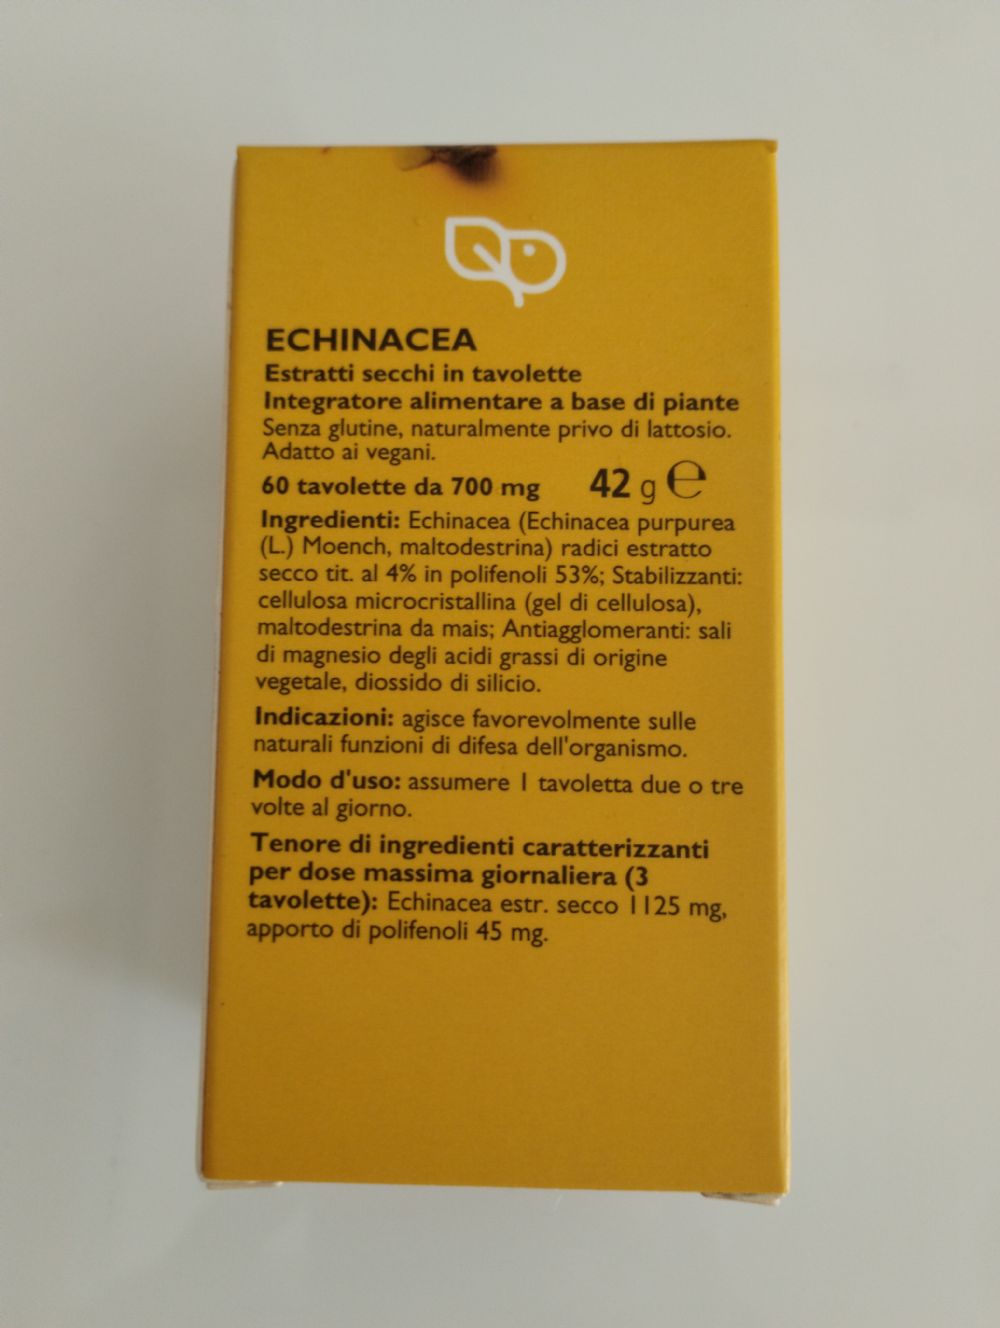 ECHINACEA
Estratti secchi in tavolette
Integratore alimentare a base di piante
Senza glutine, naturalmente privo di lattosio.
Adatto ai vegani.
60 tavolette da 700 mg 42 g ℮
Ingredienti: Echinacea (Echinacea purpurea
(L.) Moench, maltodestrina) radici estratto
secco tit. al 4% in polifenoli 53%; Stabilizzanti:
cellulosa microcristallina (gel di cellulosa),
maltodestrina da mais; Antiagglomeranti: sali
di magnesio degli acidi grassi di origine
vegetale, diossido di silicio.
Indicazioni: agisce favorevolmente sulle
naturali funzioni di difesa dell'organismo.
Modo d'uso: assumere 1 tavoletta due o tre
volte al giorno.
Tenore di ingredienti caratterizzanti
per dose massima giornaliera (3
tavolette): Echinacea estr. secco 1125 mg,
apporto di polifenoli 45 mg.